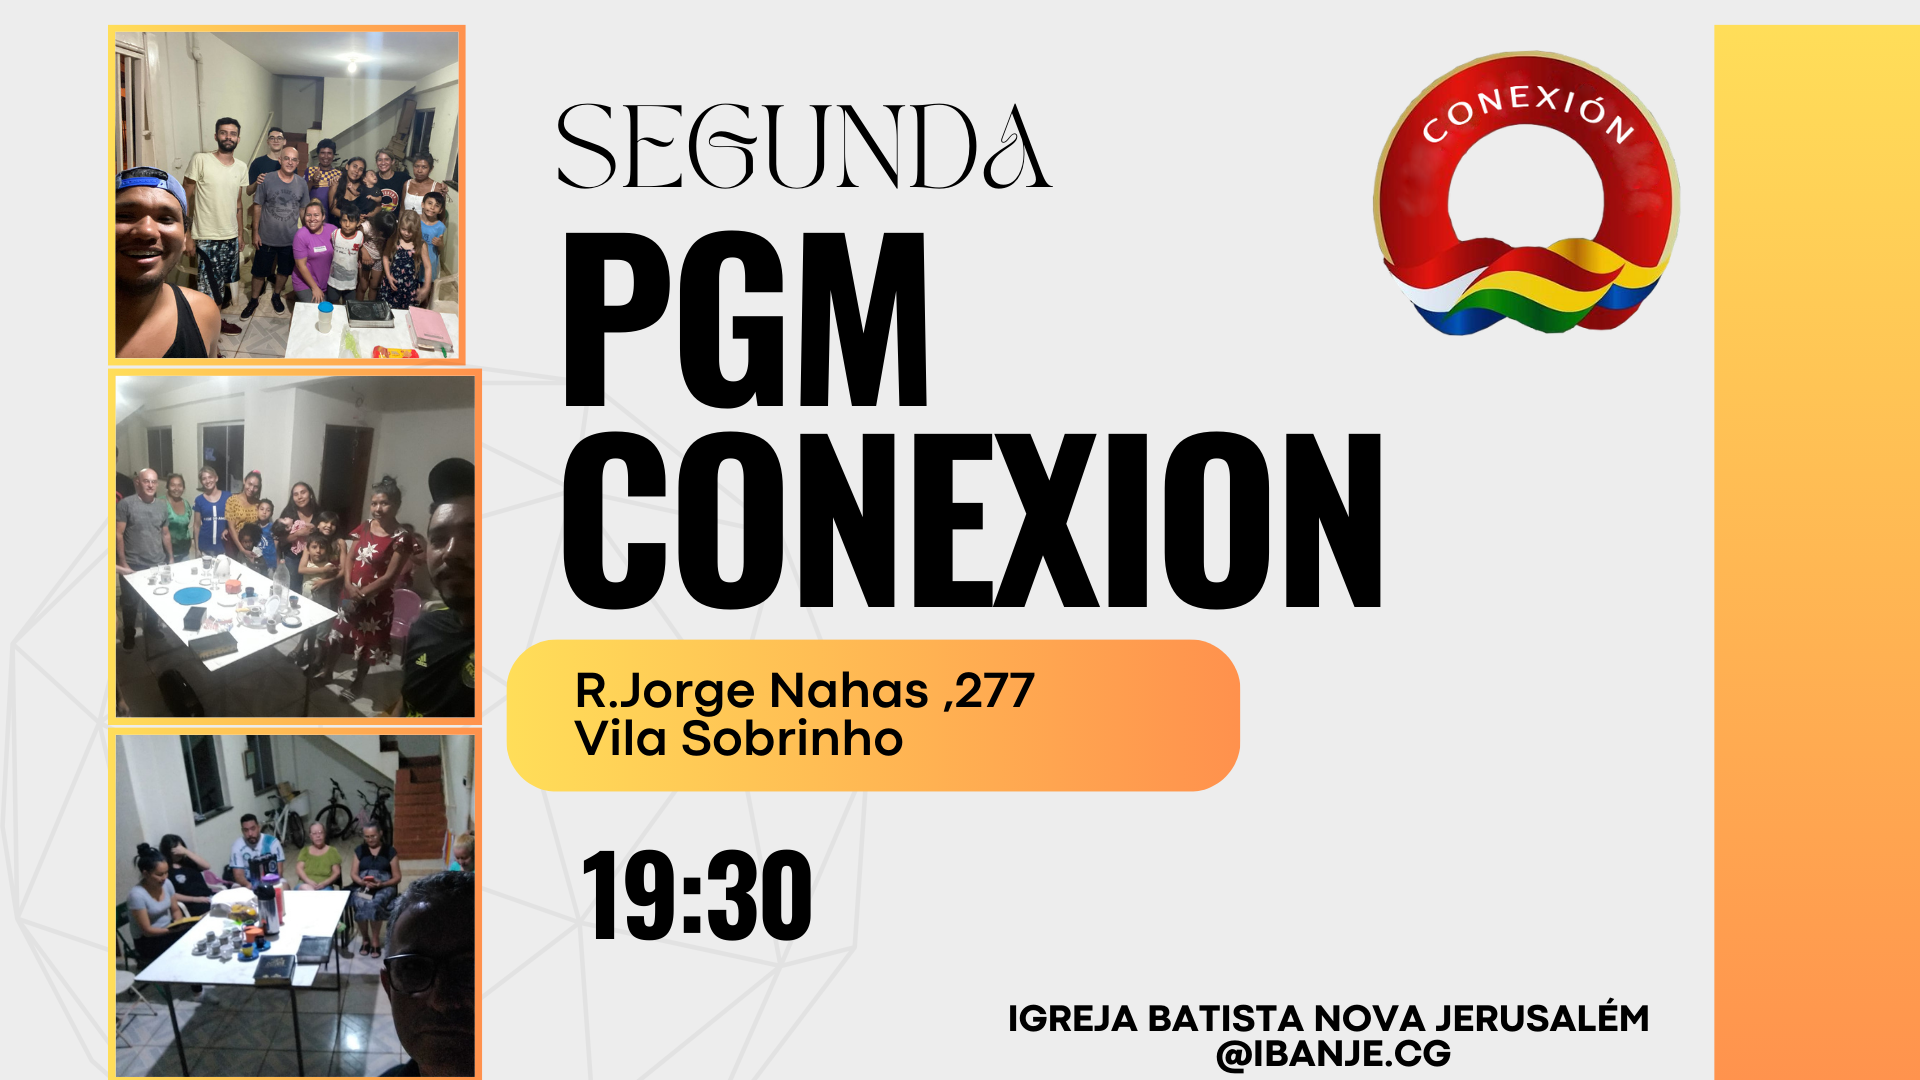 SEGUNDA
CONEXIÓN
PGM
CONEXION
R.Jorge Nahas ,277
Vila Sobrinho
19:30
IGREJA BATISTA NOVA JERUSALÉM
@IBANJE.CG